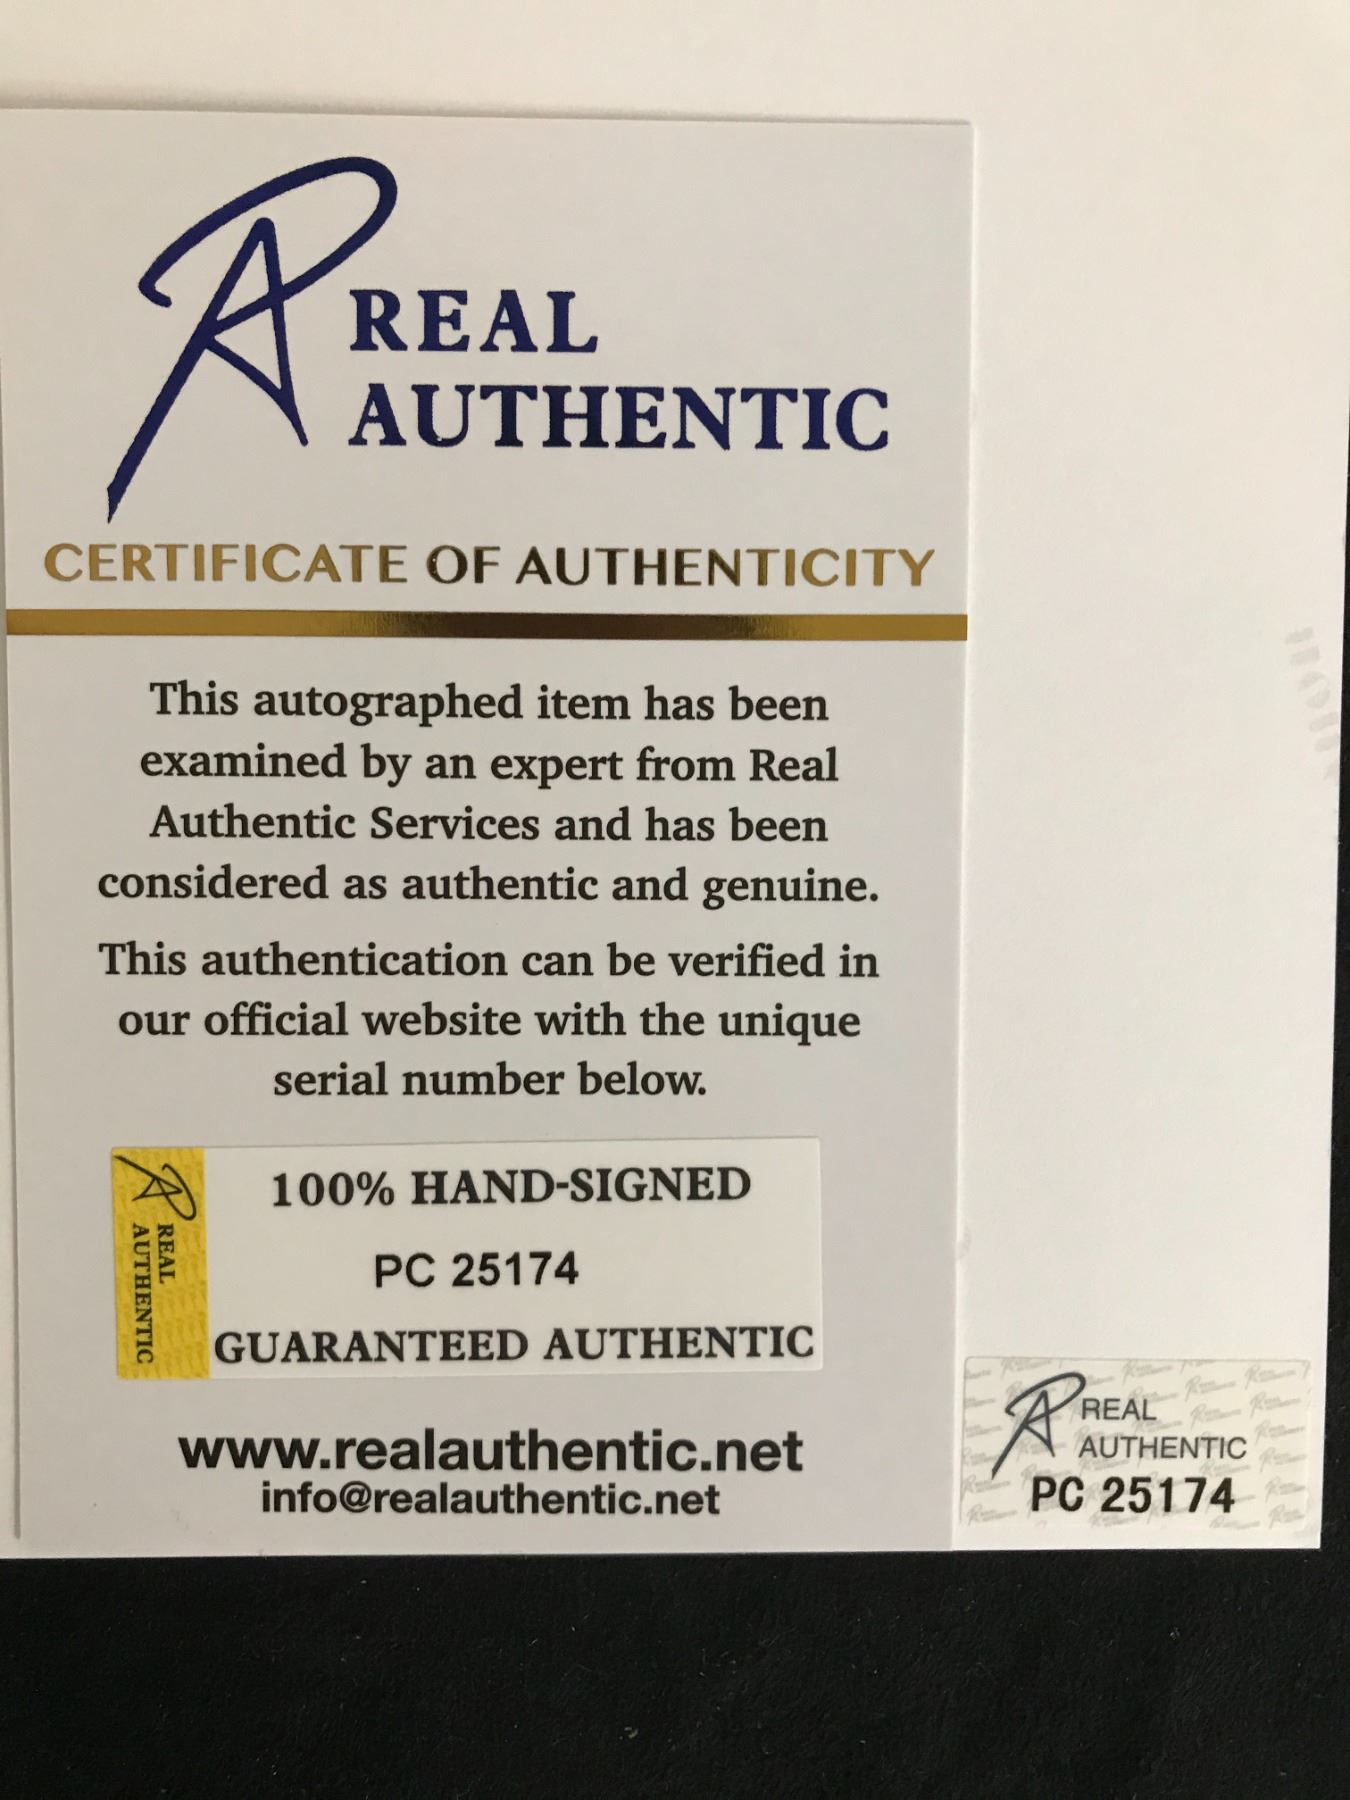 REAL
AUTHENTIC
CERTIFICATE OF AUTHENTICITY
This autographed item has been
examined by an expert from Real
Authentic Services and has been
considered as authentic and genuine.
This authentication can be verified in
our official website with the unique
serial number below.
REAL
AUTHENTIC
100% HAND-SIGNED
PC 25174
GUARANTEED AUTHENTIC
www.realauthentic.net
info@realauthentic.net
REAL
AUTHENTIC
PC 25174